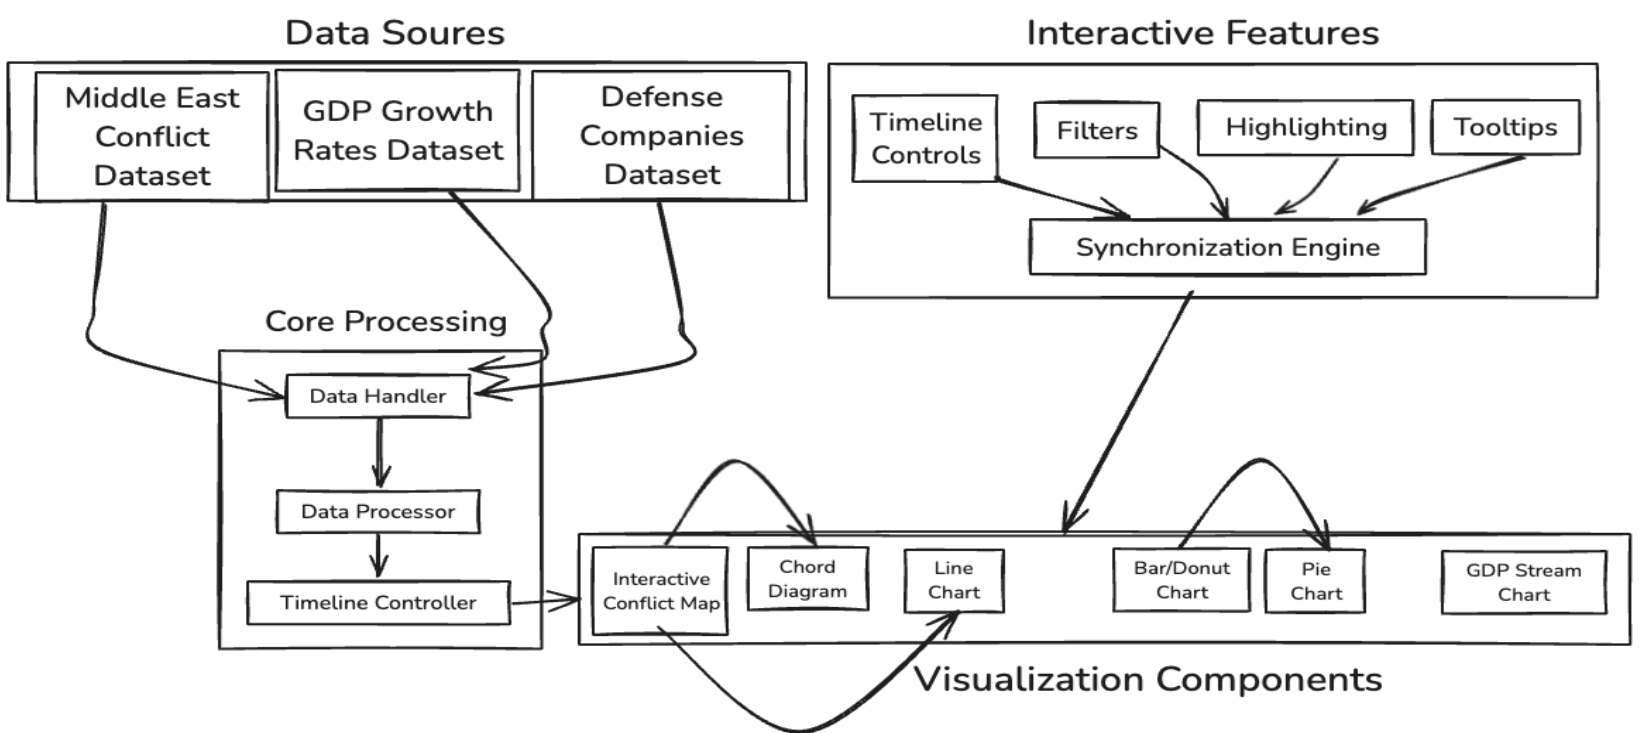 Data Soures
Middle East
Conflict
Dataset
GDP Growth
Rates Dataset
Defense
Companies
Dataset
Interactive Features
Timeline
Controls
Filters
Highlighting
Tooltips
Synchronization Engine
Core Processing
Data Handler
Data Processor
Timeline Controller
Interactive
Conflict Map
Chord
Diagram
Line
Chart
Bar/Donut
Chart
Pie
Chart
GDP Stream
Chart
Visualization Components